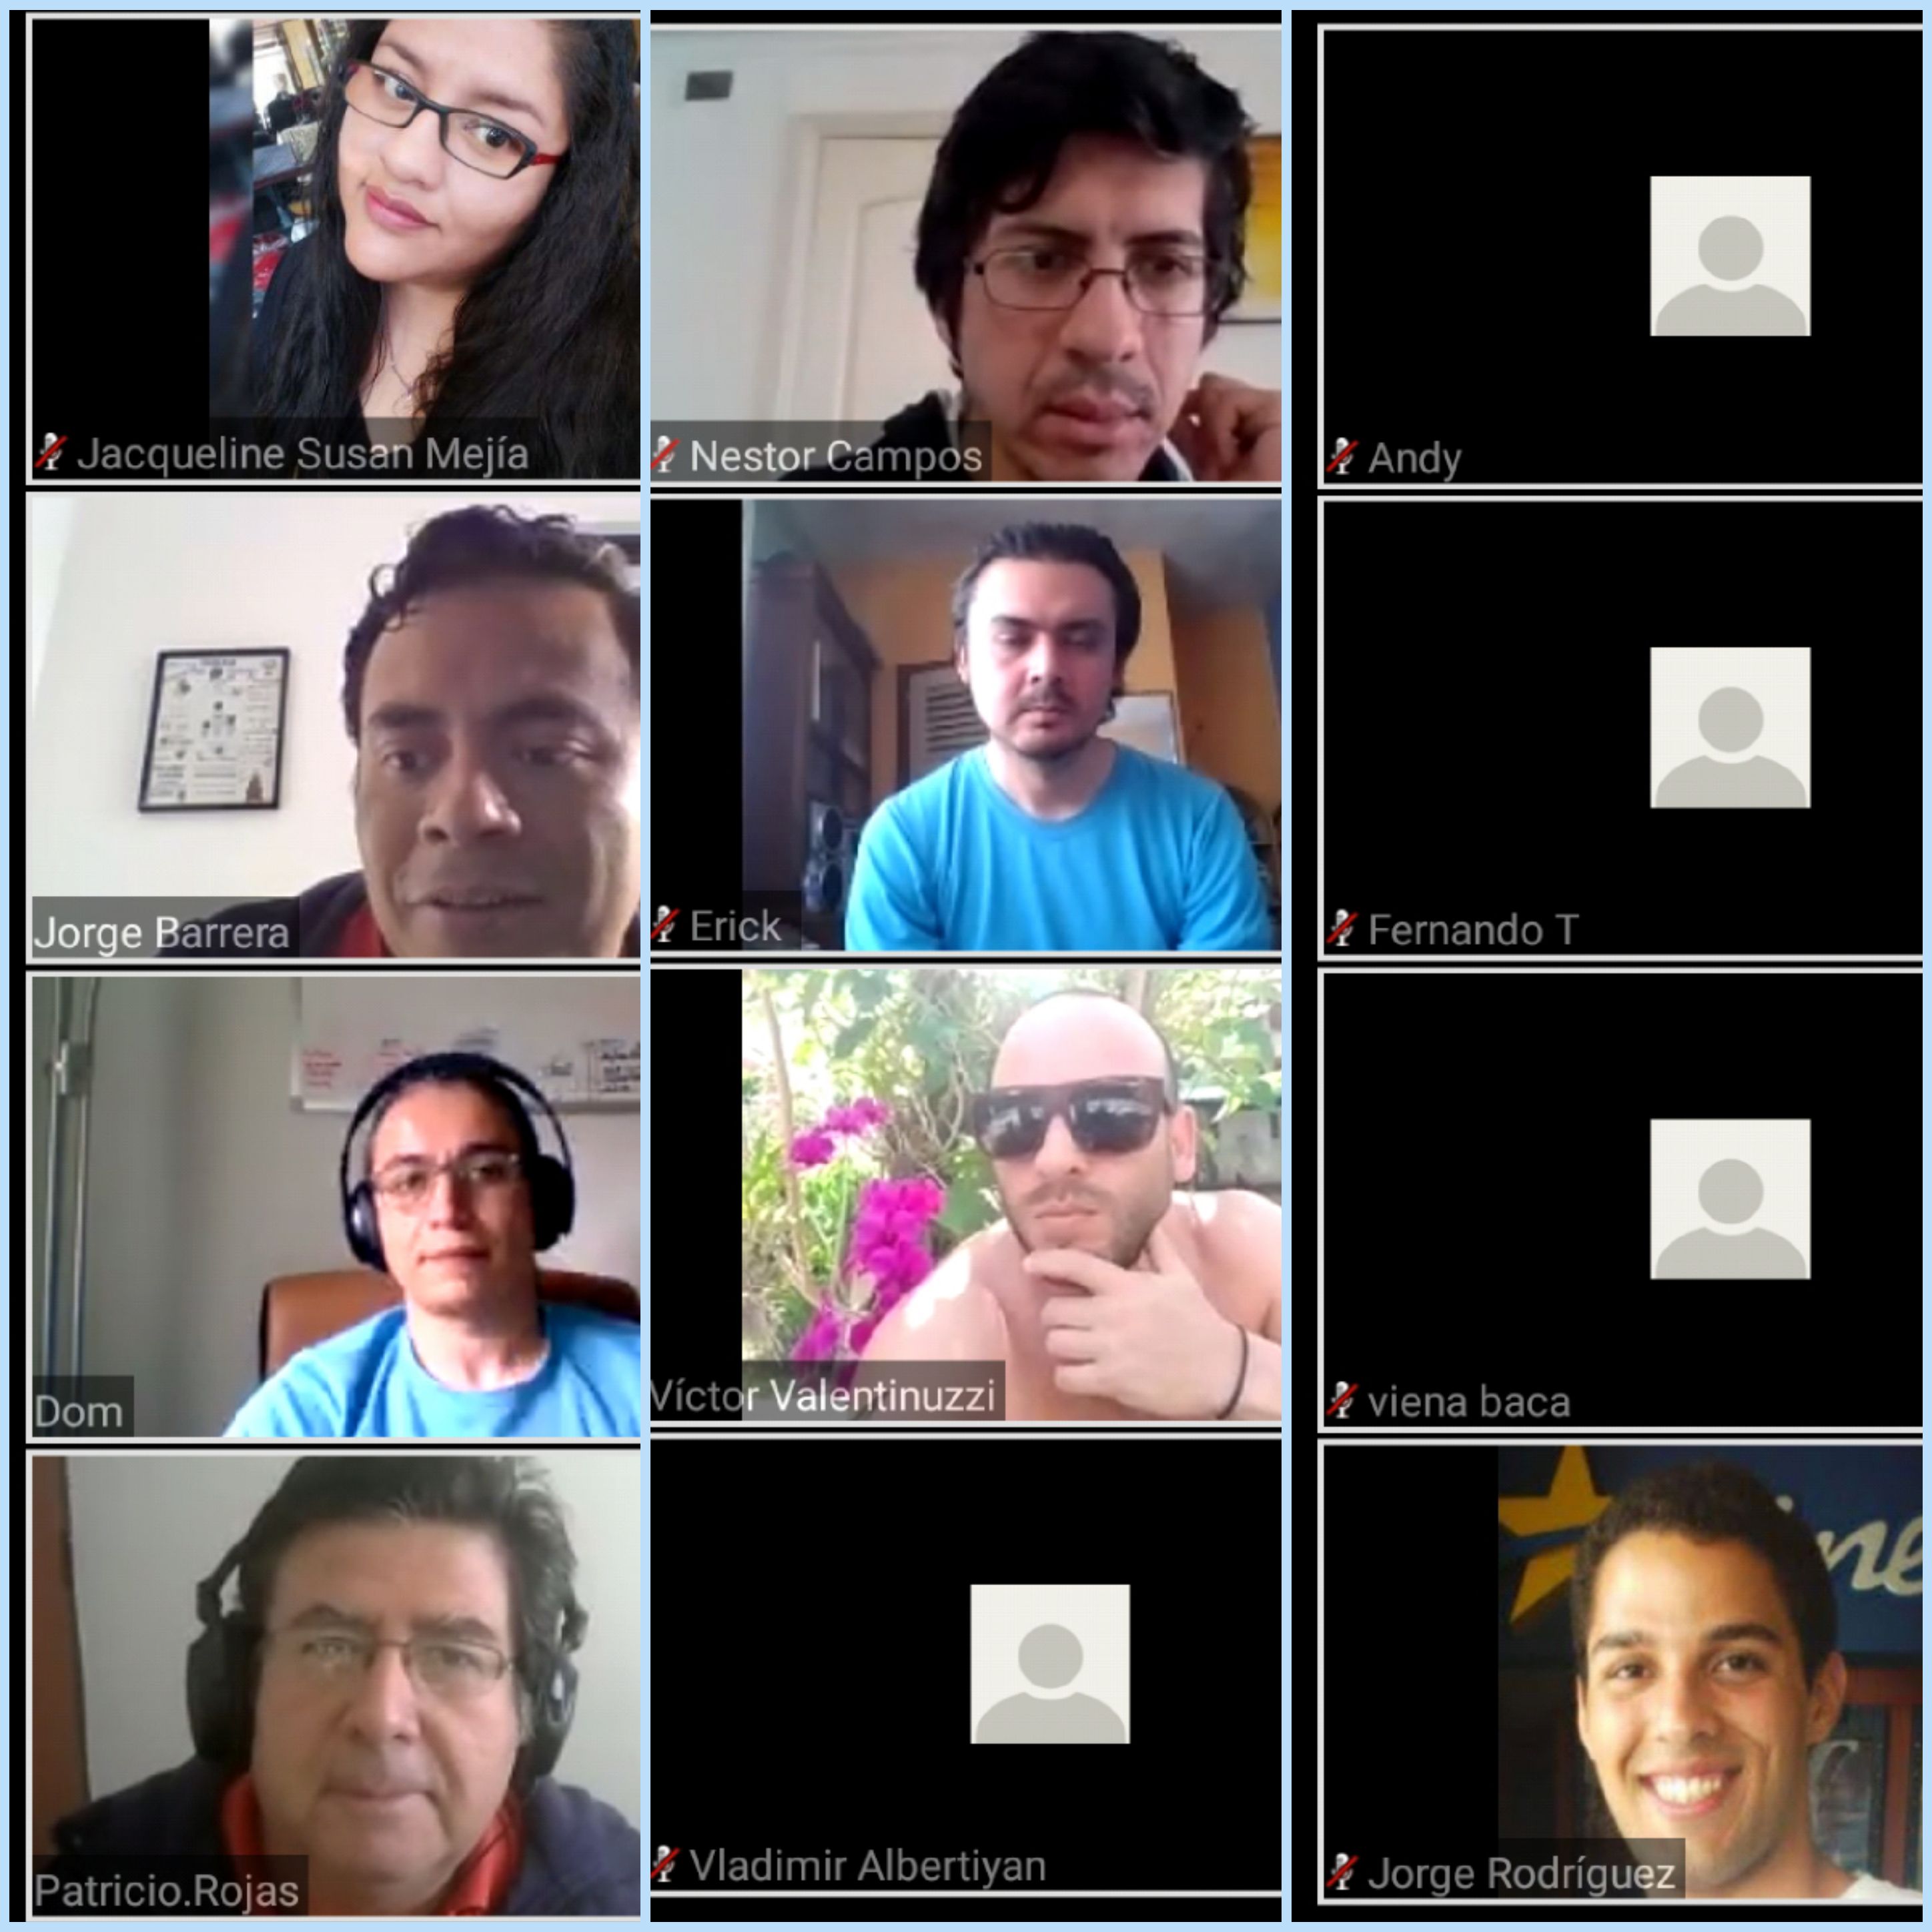 Jacqueline Susan Mejía
Nestor Campos
Andy
Jorge Barrera
Erick
Fernando T
Dom
Víctor Valentinuzzi
viena baca
ine
Patricio.Rojas
Vladimir Albertiyan
Jorge Rodríguez